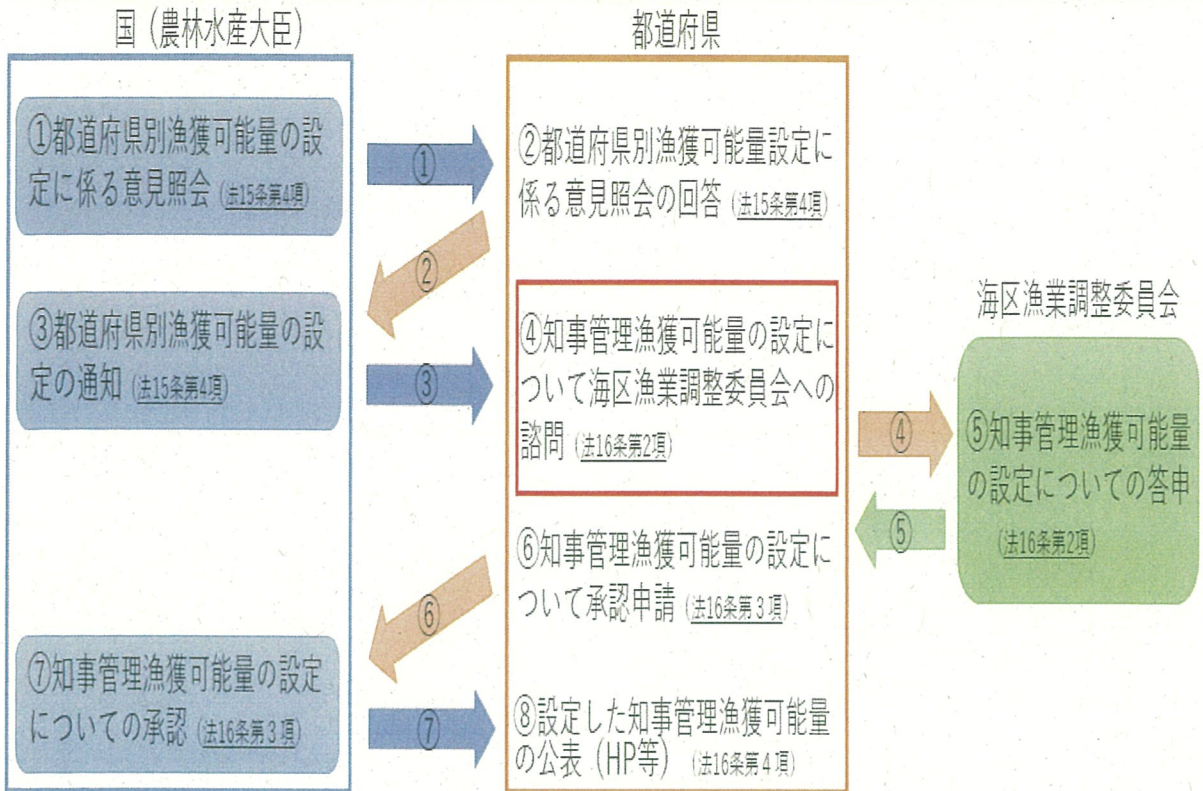 国（農林水産大臣）
都道府県
①都道府県別漁獲可能量の設
定に係る意見照会（法15条第4項）
①
②都道府県別漁獲可能量設定に
係る意見照会の回答（法15条第4項）
②
③都道府県別漁獲可能量の設
定の通知（法15条第4項）
③
④知事管理漁獲可能量の設定に
ついて海区漁業調整委員会への
諮問（法16条第2項）
④
海区漁業調整委員会
⑤知事管理漁獲可能量
の設定についての答申
（法16条第2項）
⑤
⑥知事管理漁獲可能量の設定に
ついて承認申請（法16条第３項）
⑥
⑦知事管理漁獲可能量の設定
についての承認（法16条第３項）
⑦
⑧設定した知事管理漁獲可能量
の公表（HP等）（法16条第４項）